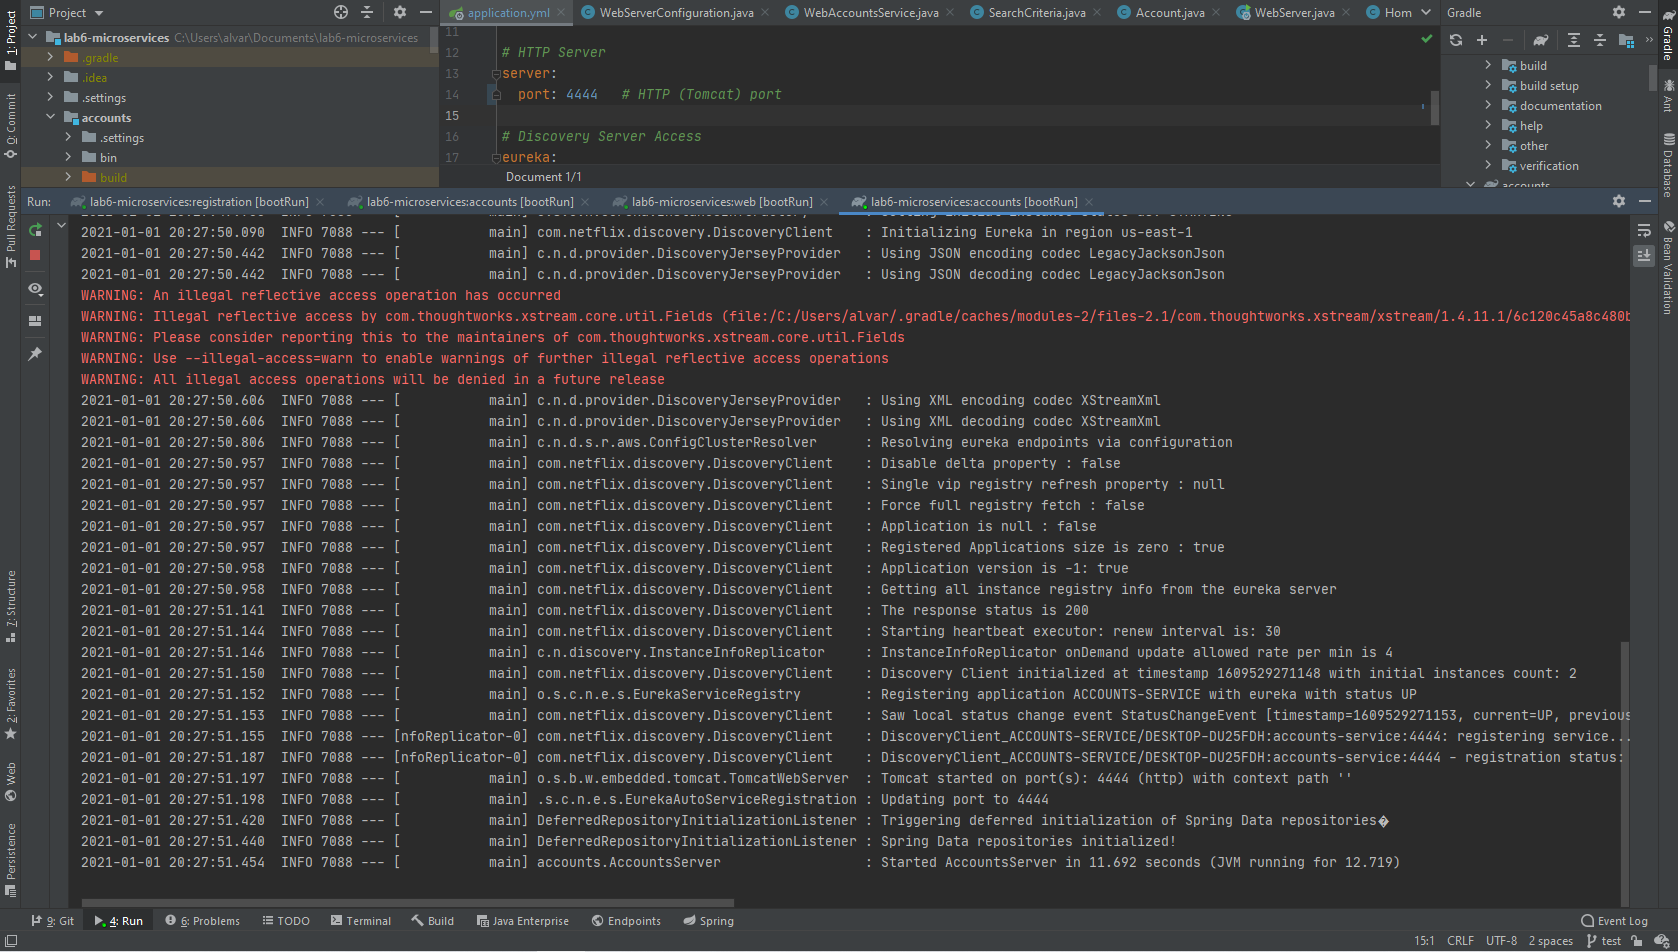 Project
application.yml
WebServerConfiguration.java
WebAccountsService.java
SearchCriteria.java
Account.java
WebServer.java
Hom
Gradle
1: Project
0: Commit
Pull Requests
7: Structure
2: Favorites
Web
Persistence
lab6-microservices C:\Users\alvar\Documents\lab6-microservices
.gradle
.idea
.settings
accounts
.settings
bin
build
11
12 # HTTP Server
13 server:
14 port: 4444 # HTTP (Tomcat) port
15
16 # Discovery Server Access
17 eureka:
Document 1/1
build
build setup
documentation
help
other
verification
accounts
Gradle
Ant
Database
Bean Validation
Run: lab6-microservices:registration [bootRun] lab6-microservices:accounts [bootRun] lab6-microservices:web [bootRun] lab6-microservices:accounts [bootRun]
2021-01-01 20:27:50.090 INFO 7088 --- [ main] com.netflix.discovery.DiscoveryClient : Initializing Eureka in region us-east-1
2021-01-01 20:27:50.442 INFO 7088 --- [ main] c.n.d.provider.DiscoveryJerseyProvider : Using JSON encoding codec LegacyJacksonJson
2021-01-01 20:27:50.442 INFO 7088 --- [ main] c.n.d.provider.DiscoveryJerseyProvider : Using JSON decoding codec LegacyJacksonJson
WARNING: An illegal reflective access operation has occurred
WARNING: Illegal reflective access by com.thoughtworks.xstream.core.util.Fields (file:/C:/Users/alvar/.gradle/caches/modules-2/files-2.1/com.thoughtworks.xstream/xstream/1.4.11.1/6c120c45a8c480b
WARNING: Please consider reporting this to the maintainers of com.thoughtworks.xstream.core.util.Fields
WARNING: Use --illegal-access=warn to enable warnings of further illegal reflective access operations
WARNING: All illegal access operations will be denied in a future release
2021-01-01 20:27:50.606 INFO 7088 --- [ main] c.n.d.provider.DiscoveryJerseyProvider : Using XML encoding codec XStreamXml
2021-01-01 20:27:50.606 INFO 7088 --- [ main] c.n.d.provider.DiscoveryJerseyProvider : Using XML decoding codec XStreamXml
2021-01-01 20:27:50.806 INFO 7088 --- [ main] c.n.d.s.r.aws.ConfigClusterResolver : Resolving eureka endpoints via configuration
2021-01-01 20:27:50.957 INFO 7088 --- [ main] com.netflix.discovery.DiscoveryClient : Disable delta property : false
2021-01-01 20:27:50.957 INFO 7088 --- [ main] com.netflix.discovery.DiscoveryClient : Single vip registry refresh property : null
2021-01-01 20:27:50.957 INFO 7088 --- [ main] com.netflix.discovery.DiscoveryClient : Force full registry fetch : false
2021-01-01 20:27:50.957 INFO 7088 --- [ main] com.netflix.discovery.DiscoveryClient : Application is null : false
2021-01-01 20:27:50.957 INFO 7088 --- [ main] com.netflix.discovery.DiscoveryClient : Registered Applications size is zero : true
2021-01-01 20:27:50.958 INFO 7088 --- [ main] com.netflix.discovery.DiscoveryClient : Application version is -1: true
2021-01-01 20:27:50.958 INFO 7088 --- [ main] com.netflix.discovery.DiscoveryClient : Getting all instance registry info from the eureka server
2021-01-01 20:27:51.141 INFO 7088 --- [ main] com.netflix.discovery.DiscoveryClient : The response status is 200
2021-01-01 20:27:51.144 INFO 7088 --- [ main] com.netflix.discovery.DiscoveryClient : Starting heartbeat executor: renew interval is: 30
2021-01-01 20:27:51.146 INFO 7088 --- [ main] c.n.discovery.InstanceInfoReplicator : InstanceInfoReplicator onDemand update allowed rate per min is 4
2021-01-01 20:27:51.150 INFO 7088 --- [ main] com.netflix.discovery.DiscoveryClient : Discovery Client initialized at timestamp 1609529271148 with initial instances count: 2
2021-01-01 20:27:51.152 INFO 7088 --- [ main] o.s.c.n.e.s.EurekaServiceRegistry : Registering application ACCOUNTS-SERVICE with eureka with status UP
2021-01-01 20:27:51.153 INFO 7088 --- [ main] com.netflix.discovery.DiscoveryClient : Saw local status change event StatusChangeEvent [timestamp=1609529271153, current=UP, previous
2021-01-01 20:27:51.155 INFO 7088 --- [nfoReplicator-0] com.netflix.discovery.DiscoveryClient : DiscoveryClient_ACCOUNTS-SERVICE/DESKTOP-DU25FDH:accounts-service:4444: registering service...
2021-01-01 20:27:51.187 INFO 7088 --- [nfoReplicator-0] com.netflix.discovery.DiscoveryClient : DiscoveryClient_ACCOUNTS-SERVICE/DESKTOP-DU25FDH:accounts-service:4444 - registration status:
2021-01-01 20:27:51.197 INFO 7088 --- [ main] o.s.b.w.embedded.tomcat.TomcatWebServer : Tomcat started on port(s): 4444 (http) with context path ''
2021-01-01 20:27:51.198 INFO 7088 --- [ main] .s.c.n.e.s.EurekaAutoServiceRegistration : Updating port to 4444
2021-01-01 20:27:51.420 INFO 7088 --- [ main] DeferredRepositoryInitializationListener : Triggering deferred initialization of Spring Data repositories�
2021-01-01 20:27:51.440 INFO 7088 --- [ main] DeferredRepositoryInitializationListener : Spring Data repositories initialized!
2021-01-01 20:27:51.454 INFO 7088 --- [ main] accounts.AccountsServer : Started AccountsServer in 11.692 seconds (JVM running for 12.719)
9: Git 4: Run 6: Problems TODO Terminal Build Java Enterprise Endpoints Spring Event Log
15:1 CRLF UTF-8 2 spaces test